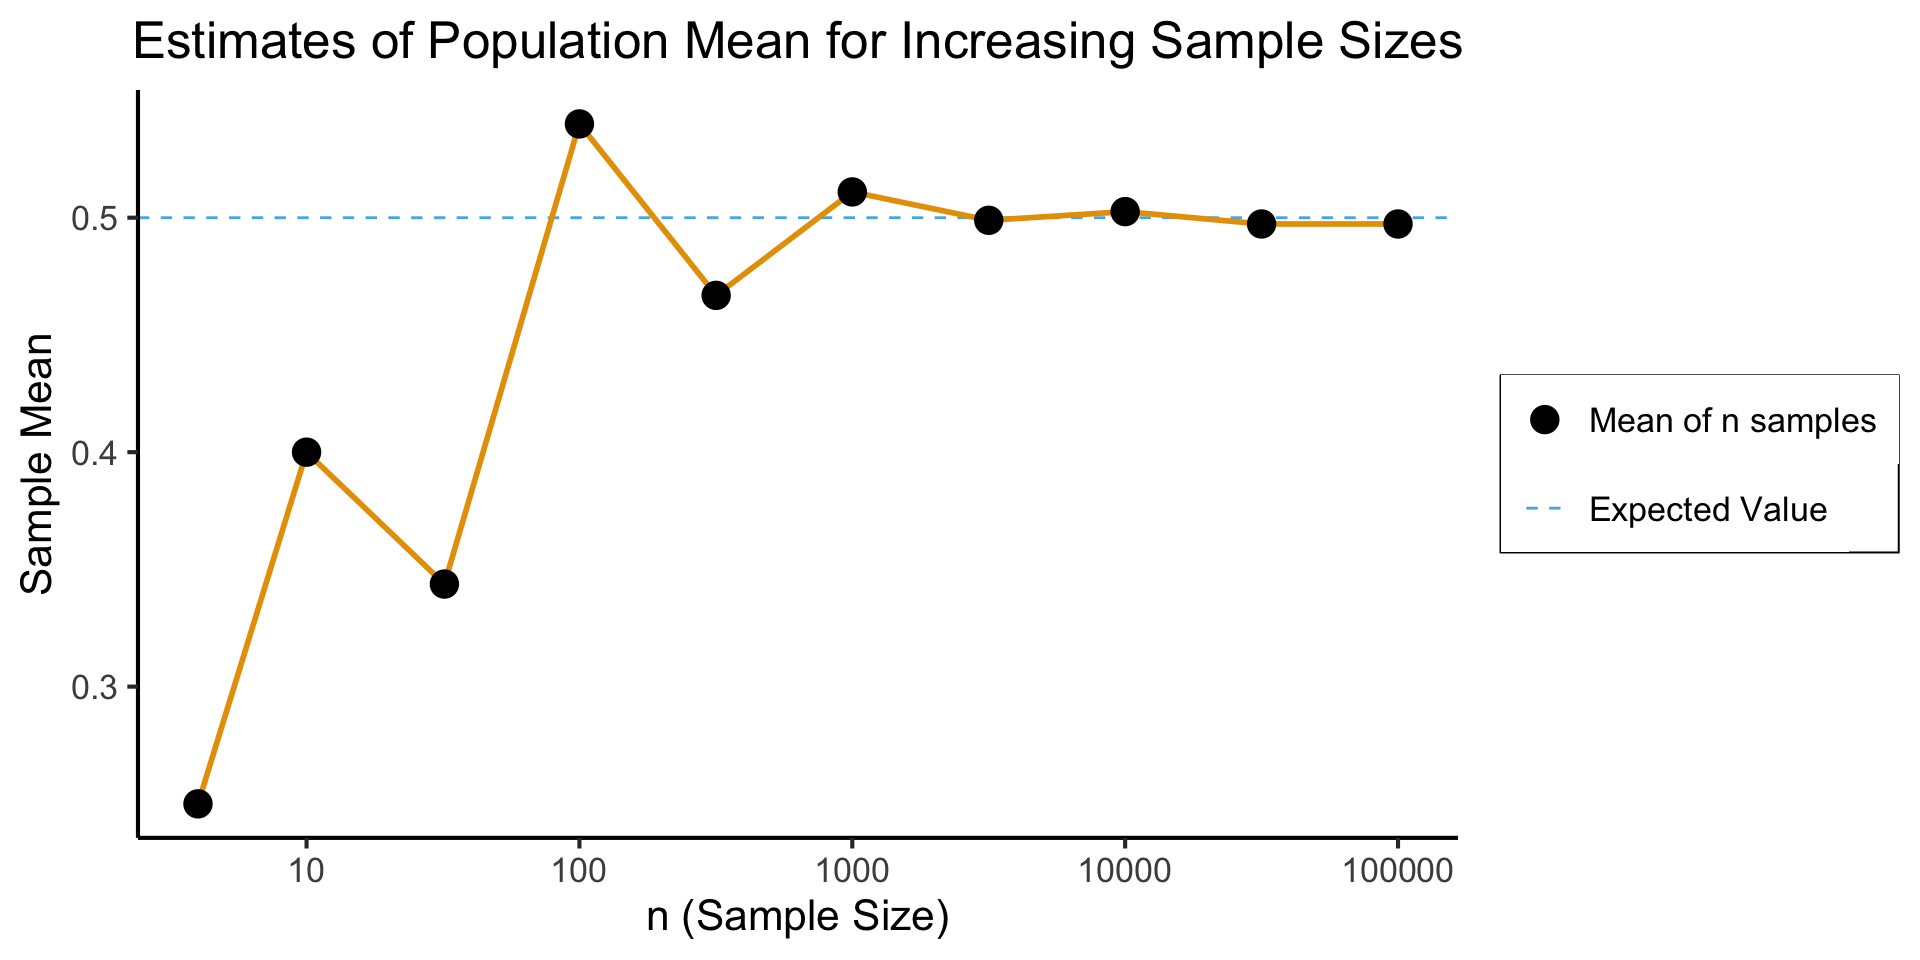 Estimates of Population Mean for Increasing Sample Sizes
Sample Mean
0.5
0.4
0.3
10 100 1000 10000 100000
n (Sample Size)
Mean of n samples
Expected Value